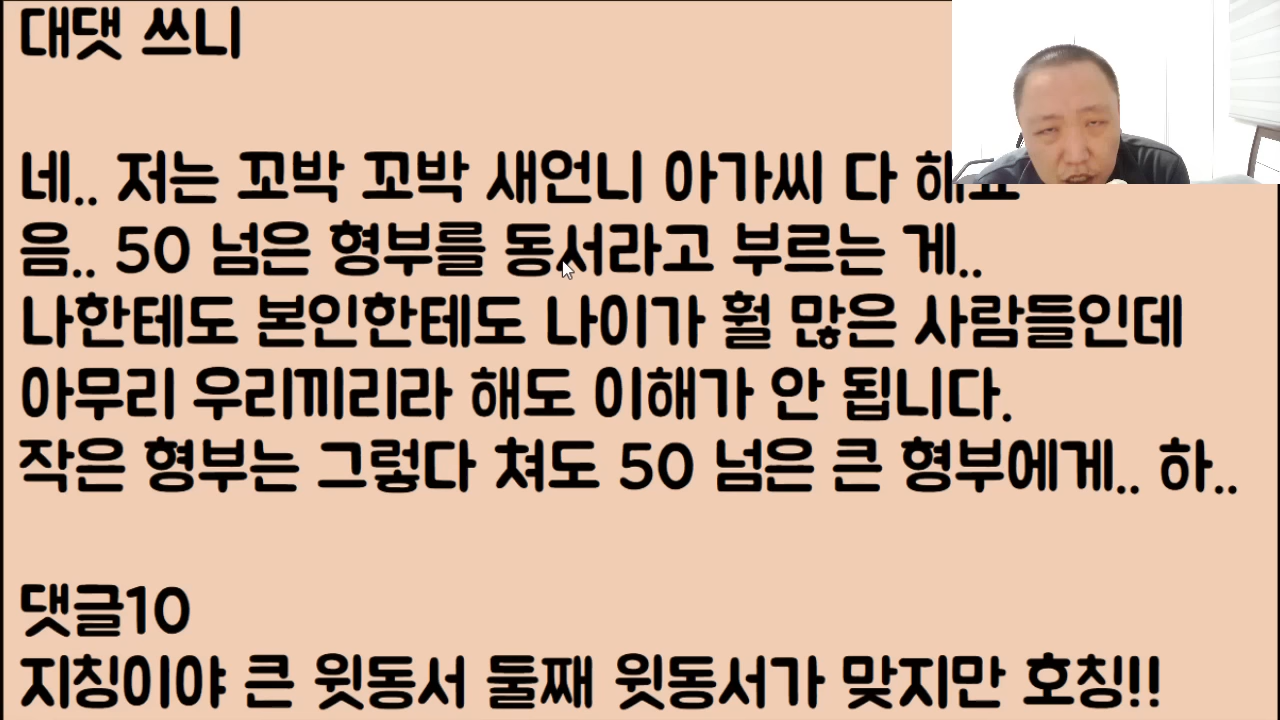 대댓 쓰니
네.. 저는 꼬박 꼬박 새언니 아가씨 다 해요
음.. 50 넘은 형부를 동서라고 부르는 게..
나한테도 본인한테도 나이가 훨 많은 사람들인데
아무리 우리끼리라 해도 이해가 안 됩니다.
작은 형부는 그렇다 쳐도 50 넘은 큰 형부에게.. 하..
댓글10
지칭이야 큰 윗동서 둘째 윗동서가 맞지만 호칭!!